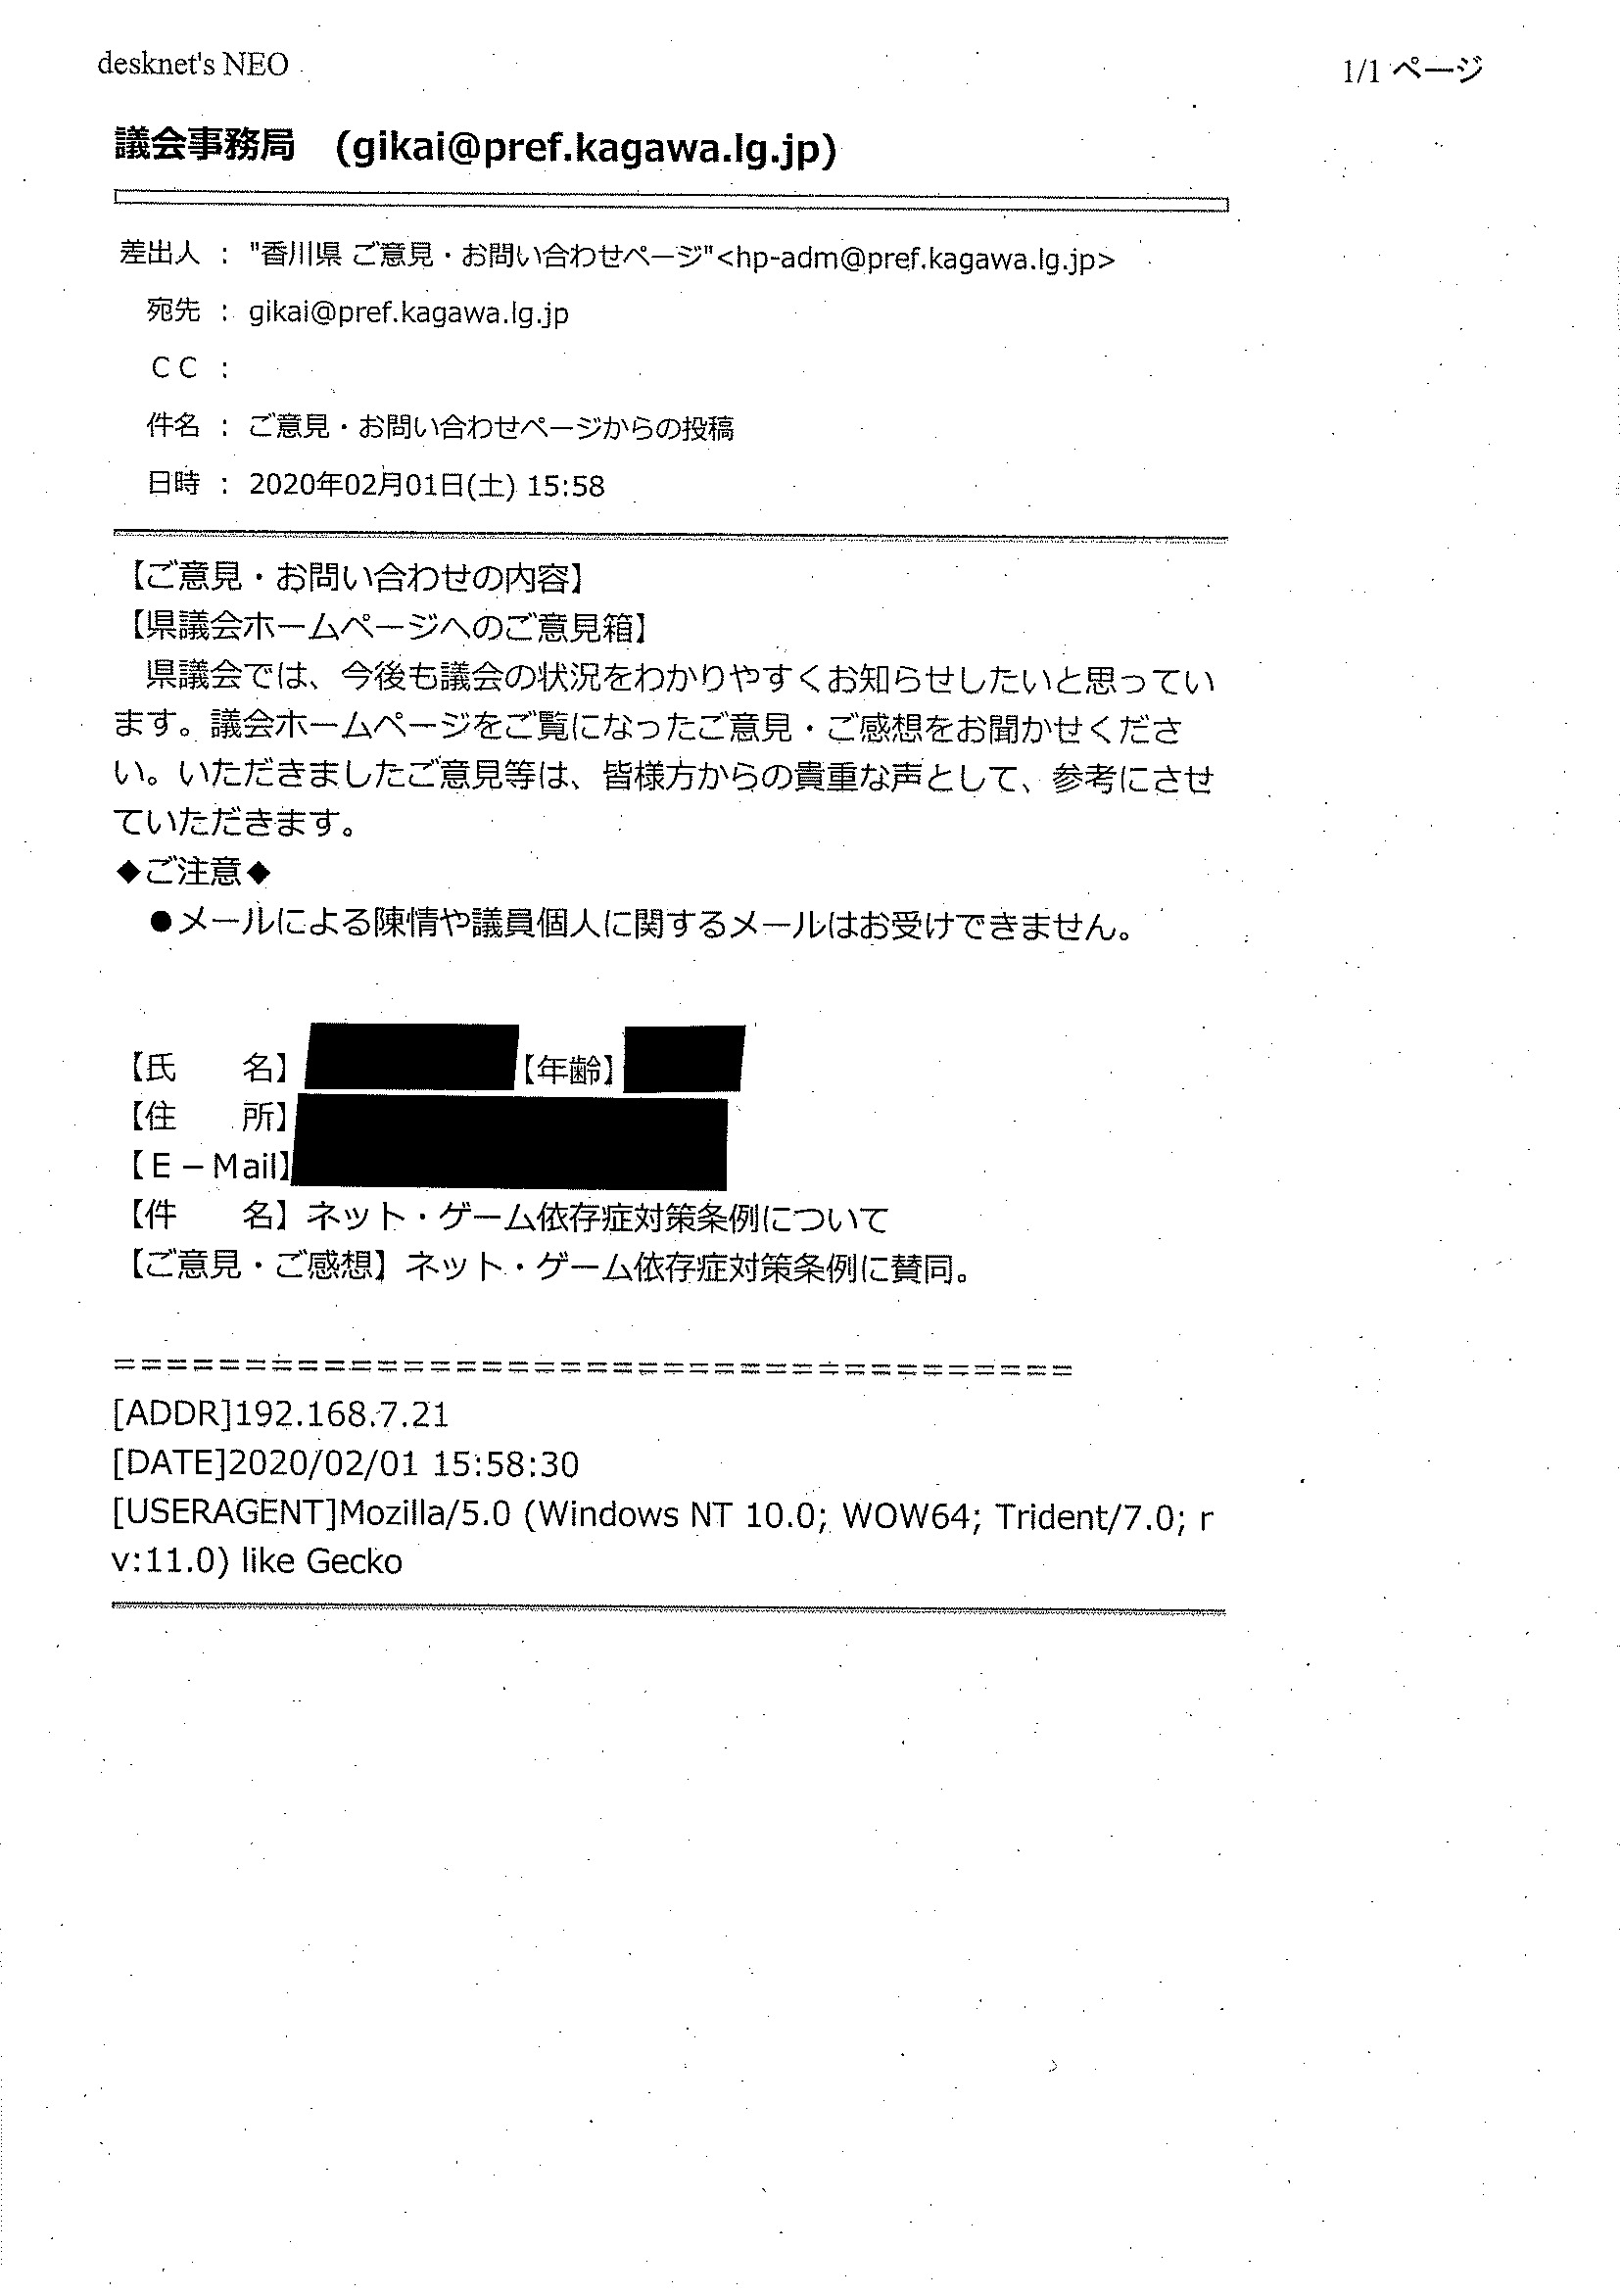 desknet's NEO
1/1 ページ
議会事務局　(gikai@pref.kagawa.lg.jp)
差出人 : "香川県 ご意見・お問い合わせページ"<hp-adm@pref.kagawa.lg.jp>
宛先 : gikai@pref.kagawa.lg.jp
ＣＣ :
件名 : ご意見・お問い合わせページからの投稿
日時 : 2020年02月01日(土) 15:58
【ご意見・お問い合わせの内容】
【県議会ホームページへのご意見箱】
　県議会では、今後も議会の状況をわかりやすくお知らせしたいと思ってい
ます。議会ホームページをご覧になったご意見・ご感想をお聞かせくださ
い。いただきましたご意見等は、皆様方からの貴重な声として、参考にさせ
ていただきます。
◆ご注意◆
　●メールによる陳情や議員個人に関するメールはお受けできません。
【氏　　名】　　　【年齢】
【住　　所】
【Ｅ－Mail】
【件　　名】ネット・ゲーム依存症対策条例について
【ご意見・ご感想】ネット・ゲーム依存症対策条例に賛同。
=====================================
[ADDR]192.168.7.21
[DATE]2020/02/01 15:58:30
[USERAGENT]Mozilla/5.0 (Windows NT 10.0; WOW64; Trident/7.0; r
v:11.0) like Gecko